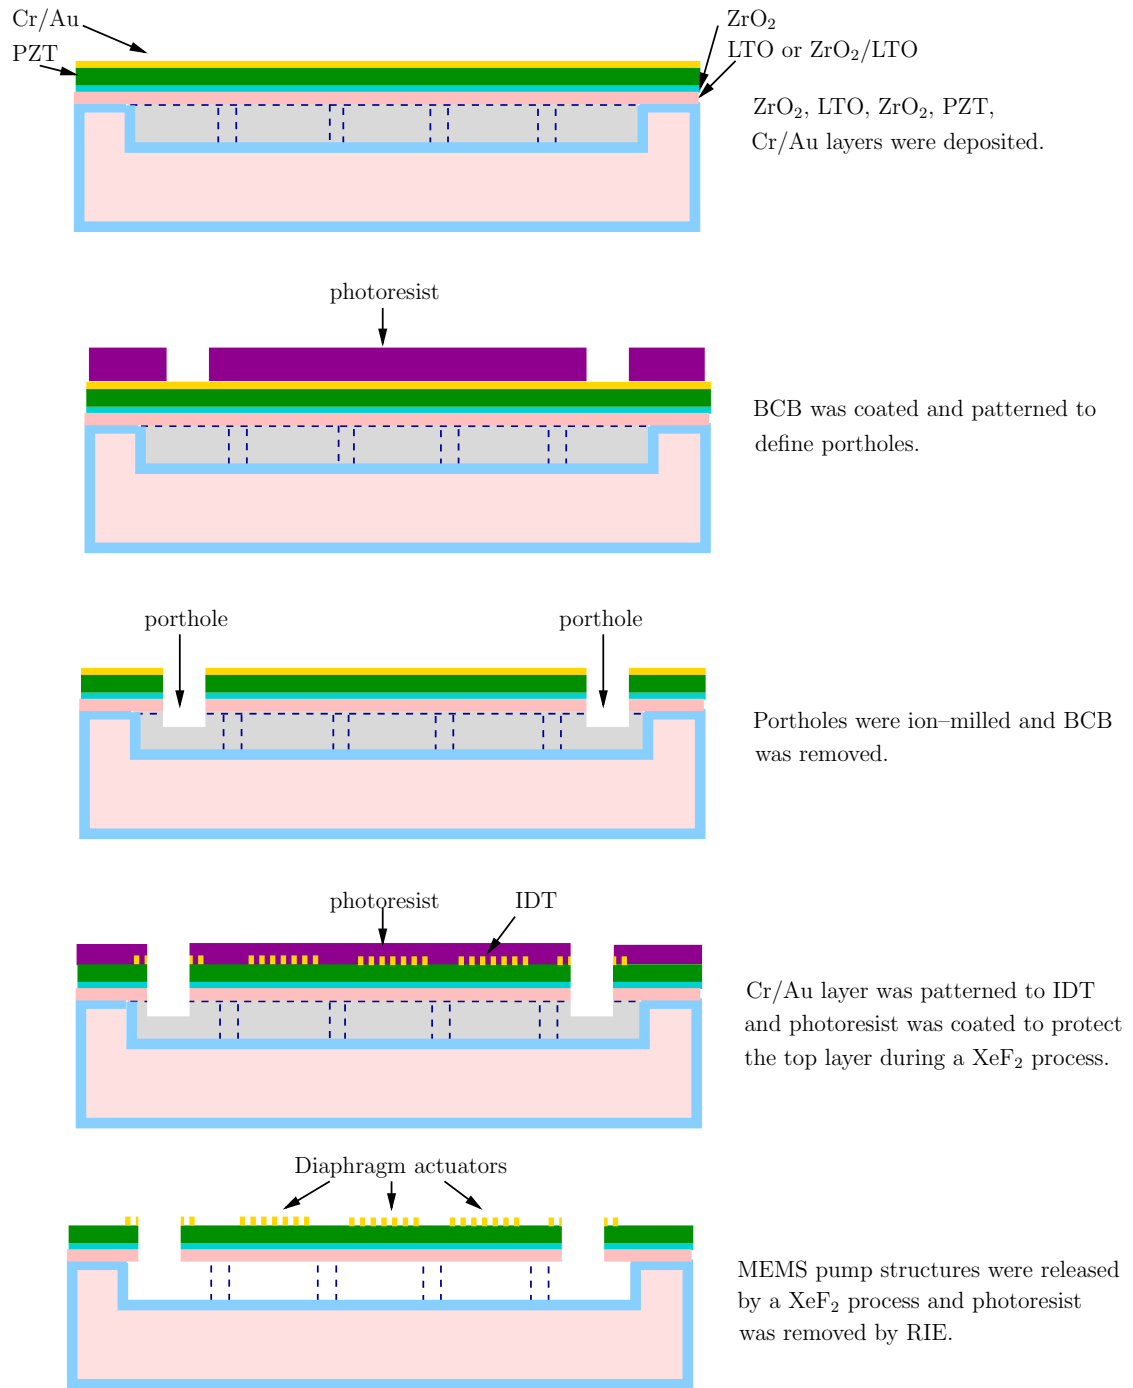 Cr/Au
PZT
ZrO₂
LTO or ZrO₂/LTO
ZrO₂, LTO, ZrO₂, PZT,
Cr/Au layers were deposited.
photoresist
BCB was coated and patterned to
define portholes.
porthole
porthole
Portholes were ion–milled and BCB
was removed.
photoresist
IDT
Cr/Au layer was patterned to IDT
and photoresist was coated to protect
the top layer during a XeF₂ process.
Diaphragm actuators
MEMS pump structures were released
by a XeF₂ process and photoresist
was removed by RIE.